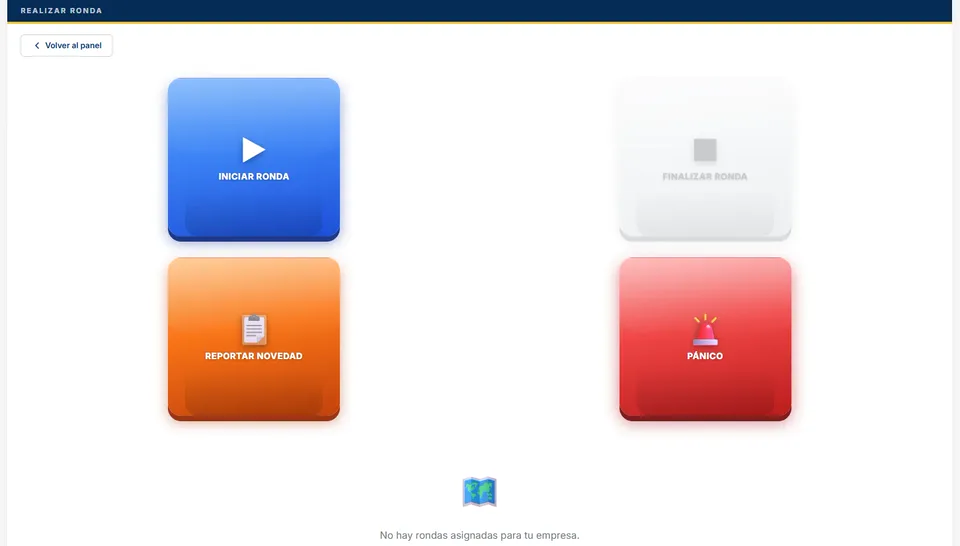 REALIZAR RONDA
Volver al panel
INICIAR RONDA
FINALIZAR RONDA
REPORTAR NOVEDAD
PÁNICO
No hay rondas asignadas para tu empresa.